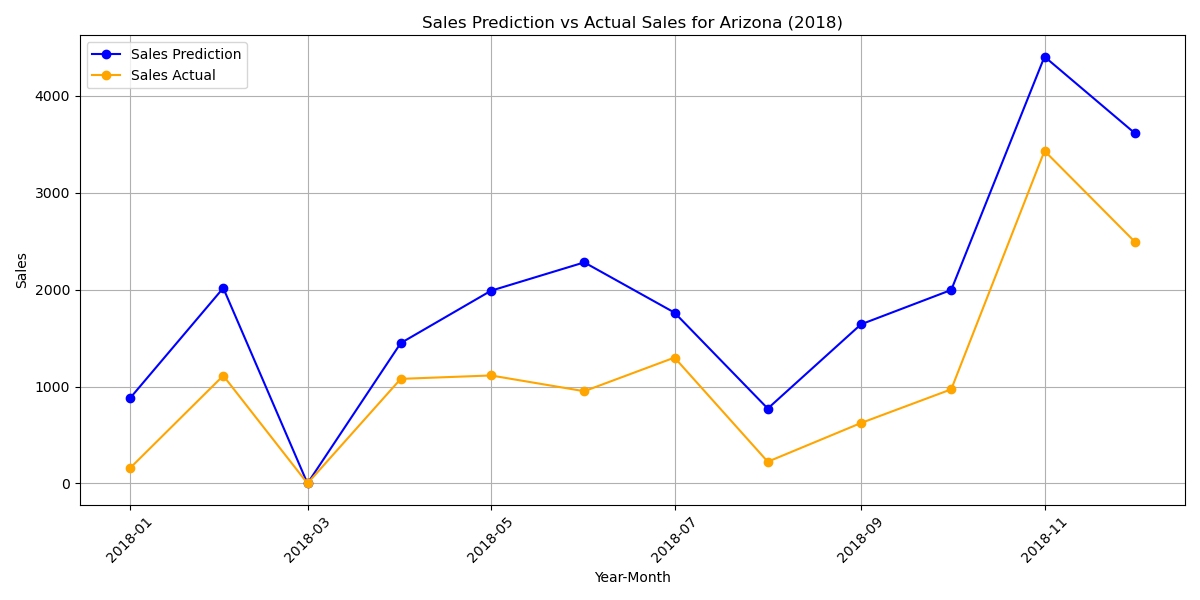 Sales Prediction vs Actual Sales for Arizona (2018)
Sales Prediction
Sales Actual
4000
3000
2000
1000
0
Sales
2018-01
2018-03
2018-05
2018-07
2018-09
2018-11
Year-Month